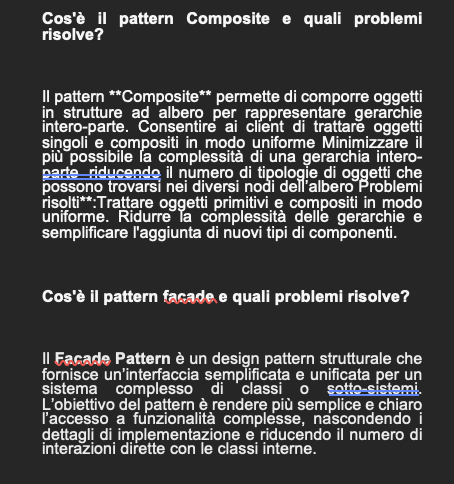 Cos'è il pattern Composite e quali problemi
risolve?
Il pattern **Composite** permette di comporre oggetti
in strutture ad albero per rappresentare gerarchie
intero-parte. Consentire ai client di trattare oggetti
singoli e compositi in modo uniforme Minimizzare il
più possibile la complessità di una gerarchia intero-
parte riducendo il numero di tipologie di oggetti che
possono trovarsi nei diversi nodi dell'albero Problemi
risolti**:Trattare oggetti primitivi e compositi in modo
uniforme. Ridurre la complessità delle gerarchie e
semplificare l'aggiunta di nuovi tipi di componenti.
Cos'è il pattern facade e quali problemi risolve?
Il Facade Pattern è un design pattern strutturale che
fornisce un'interfaccia semplificata e unificata per un
sistema complesso di classi o sotto-sistemi.
L'obiettivo del pattern è rendere più semplice e chiaro
l'accesso a funzionalità complesse, nascondendo i
dettagli di implementazione e riducendo il numero di
interazioni dirette con le classi interne.